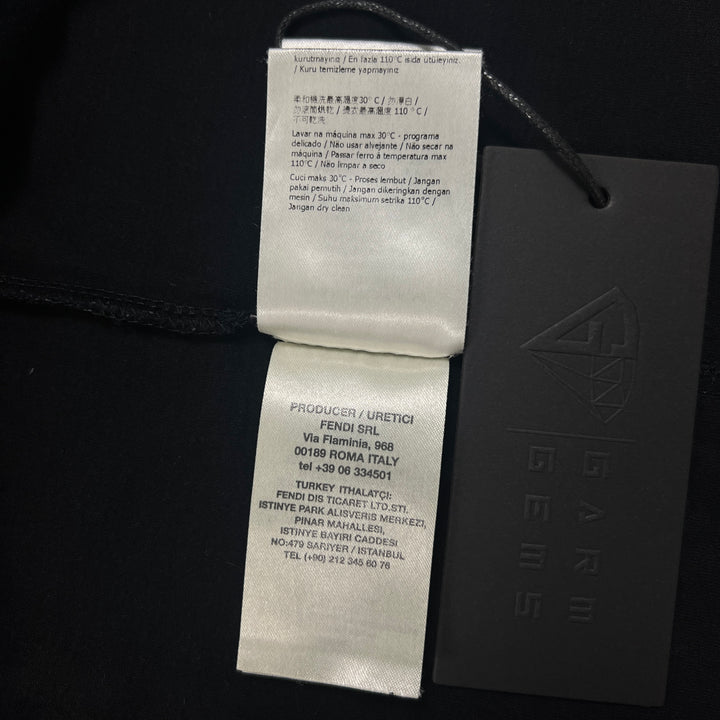 kurutmayınız / En fazla 110°C ısıda ütüleyiniz
/ Kuru temizleme yapmayınız
柔和機洗最高溫度30°C / 勿漂白 /
勿滾筒烘乾 / 燙衣最高溫度 110 °C /
不可乾洗
Lavar na máquina max 30°C - programa
delicado / Não usar alvejante / Não secar na
máquina / Passar ferro à temperatura max
110°C / Não limpar a seco
Cuci maks 30°C - Proses lembut / Jangan
pakai pemutih / Jangan dikeringkan dengan
mesin / Suhu maksimum setrika 110°C /
Jangan dry clean
PRODUCER / URETICI
FENDI SRL
Via Flaminia, 968
00189 ROMA ITALY
tel +39 06 334501
TURKEY ITHALATÇI:
FENDI DIS TICARET LTD.STI.
ISTINYE PARK ALISVERIS MERKEZI,
PINAR MAHALLESI,
ISTINYE BAYIRI CADDESI
NO:479 SARIYER / ISTANBUL
TEL (+90) 212 345 60 76
GARM
GEMS